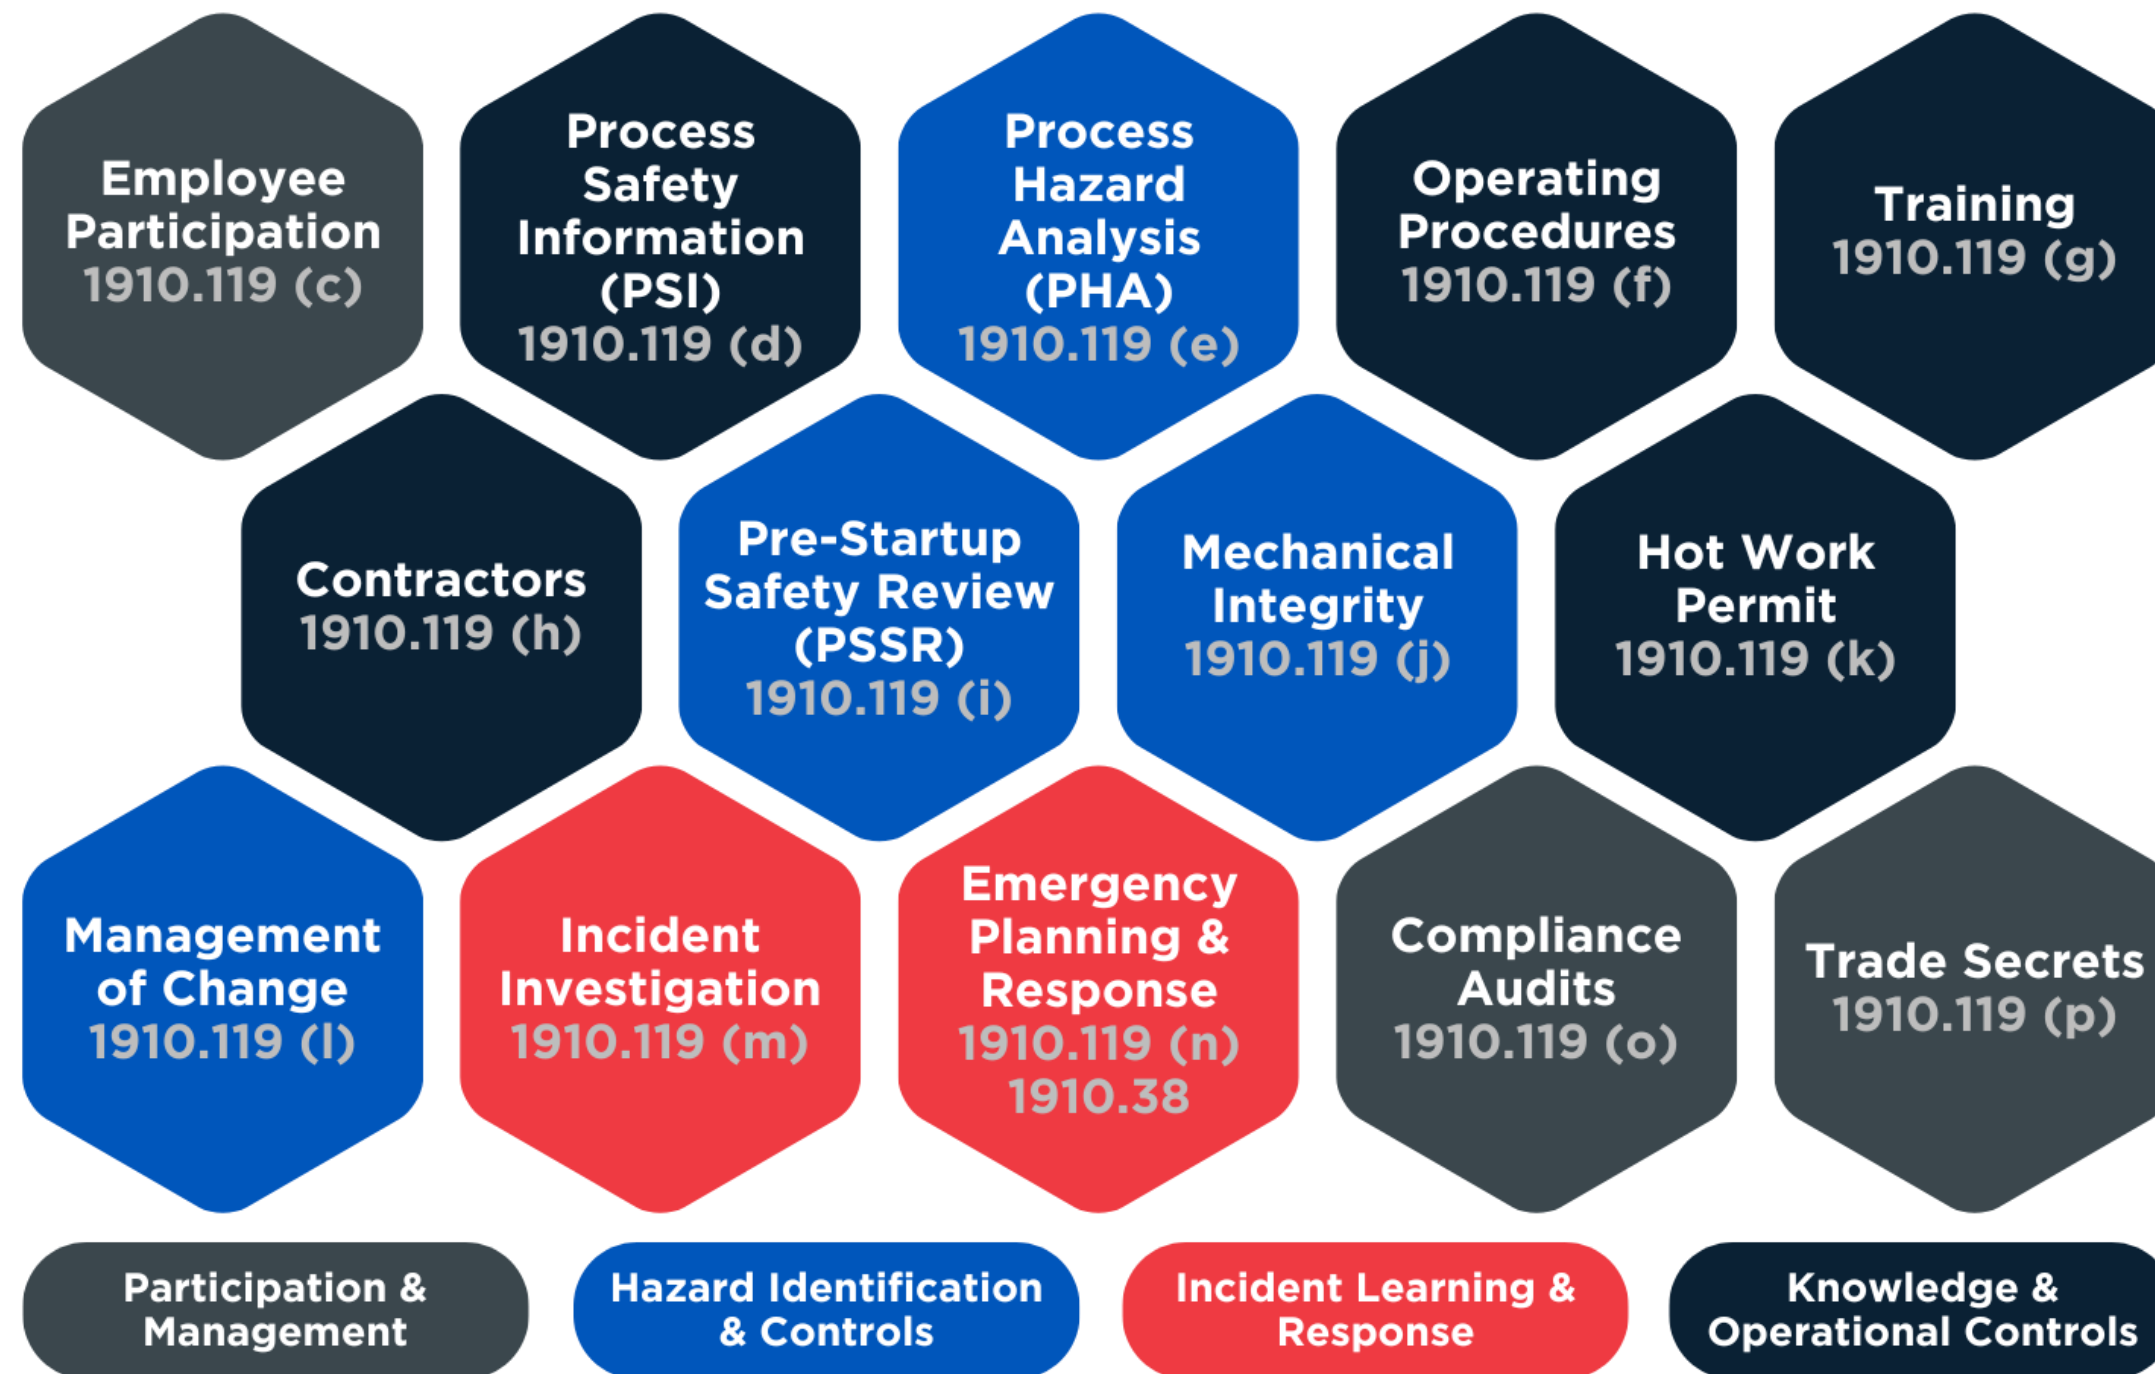 Employee
Participation
1910.119 (c)
Process
Safety
Information
(PSI)
1910.119 (d)
Process
Hazard
Analysis
(PHA)
1910.119 (e)
Operating
Procedures
1910.119 (f)
Training
1910.119 (g)
Contractors
1910.119 (h)
Pre-Startup
Safety Review
(PSSR)
1910.119 (i)
Mechanical
Integrity
1910.119 (j)
Hot Work
Permit
1910.119 (k)
Management
of Change
1910.119 (l)
Incident
Investigation
1910.119 (m)
Emergency
Planning &
Response
1910.119 (n)
1910.38
Compliance
Audits
1910.119 (o)
Trade Secrets
1910.119 (p)
Participation &
Management
Hazard Identification
& Controls
Incident Learning &
Response
Knowledge &
Operational Controls